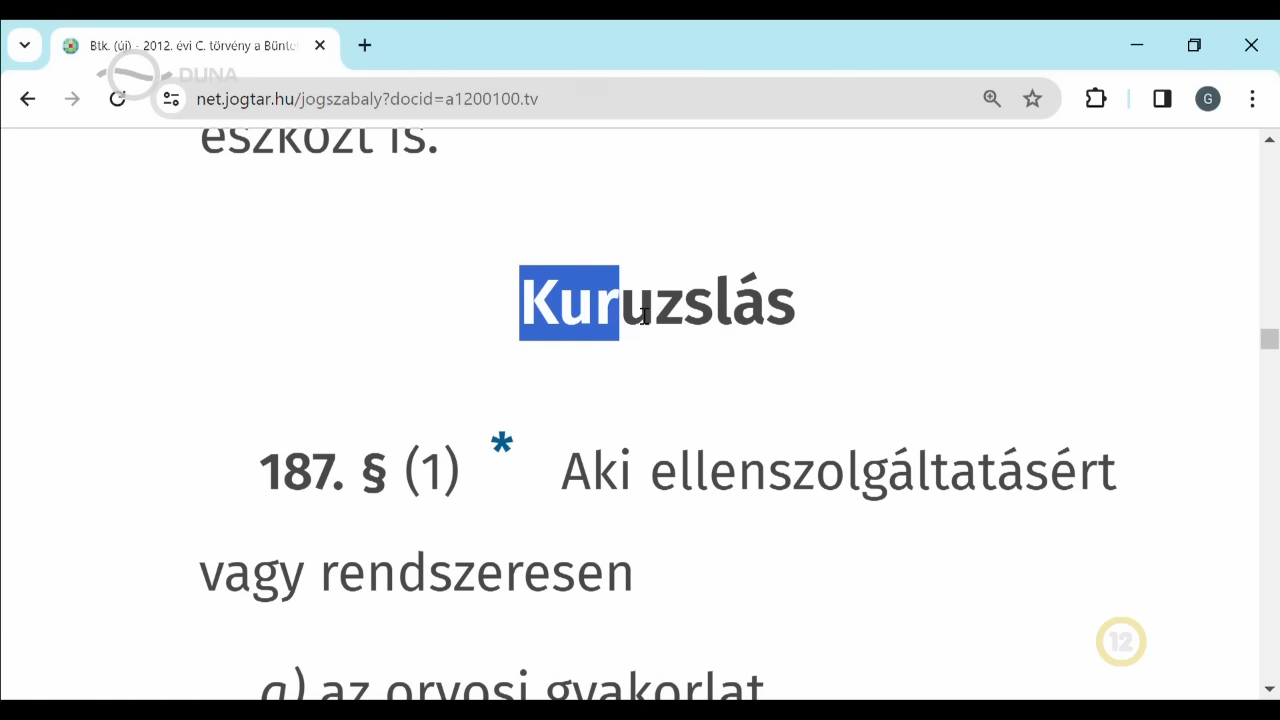 Btk. (új) - 2012. évi C. törvény a Bünte
DUNA
net.jogtar.hu/jogszabaly?docid=a1200100.tv
G
eszközt is.
Kuruzslás
187. § (1) * Aki ellenszolgáltatásért
vagy rendszeresen
a) az orvosi gyakorlat
12